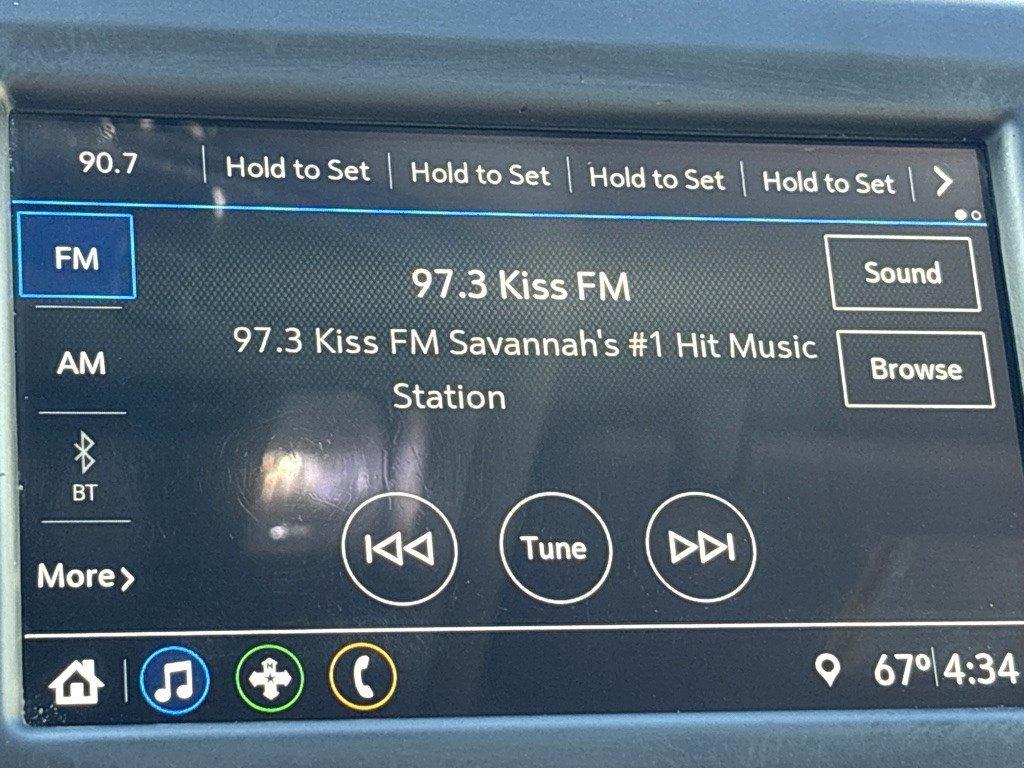 90.7 Hold to Set Hold to Set Hold to Set Hold to Set
FM
97.3 Kiss FM
Sound
97.3 Kiss FM Savannah's #1 Hit Music
Station
AM
Browse
BT
Tune
More
N
67° 4:34